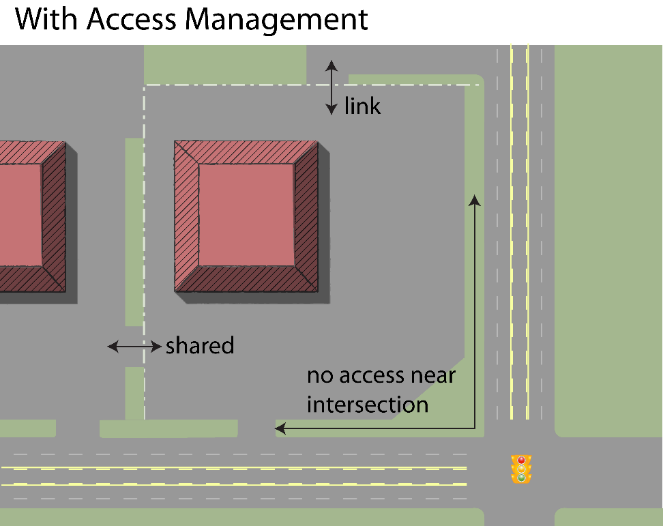 With Access Management
link
shared
no access near
intersection